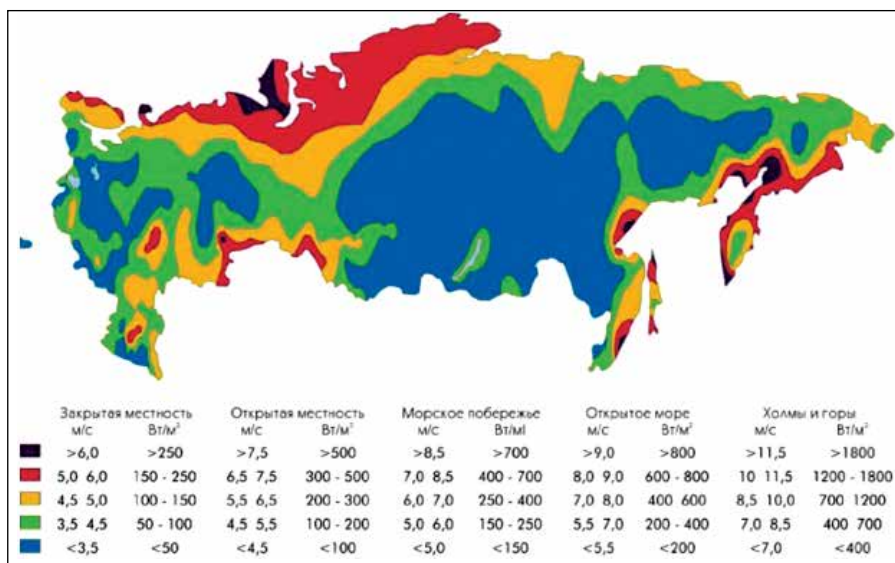 Закрытая местность Открытая местность Морское побережье Открытое море Холмы и горы
м/с Вт/м² м/с Вт/м² м/с Вт/мl м/с Вт/м² м/с Вт/м²
>6,0 >250 >7,5 >500 >8,5 >700 >9,0 >800 >11,5 >1800
5,0 6,0 150 - 250 6,5 7,5 300 - 500 7,0 8,5 400 - 700 8,0 9,0 600 - 800 10 11,5 1200 - 1800
4,5 5,0 100 - 150 5,5 6,5 200 - 300 6,0 7,0 250 - 400 7,0 8,0 400 600 8,5 10,0 700 1200
3,5 4,5 50 - 100 4,5 5,5 100 - 200 5,0 6,0 150 - 250 5,5 7,0 200 - 400 7,0 8,5 400 700
<3,5 <50 <4,5 <100 <5,0 <150 <5,5 <200 <7,0 <400